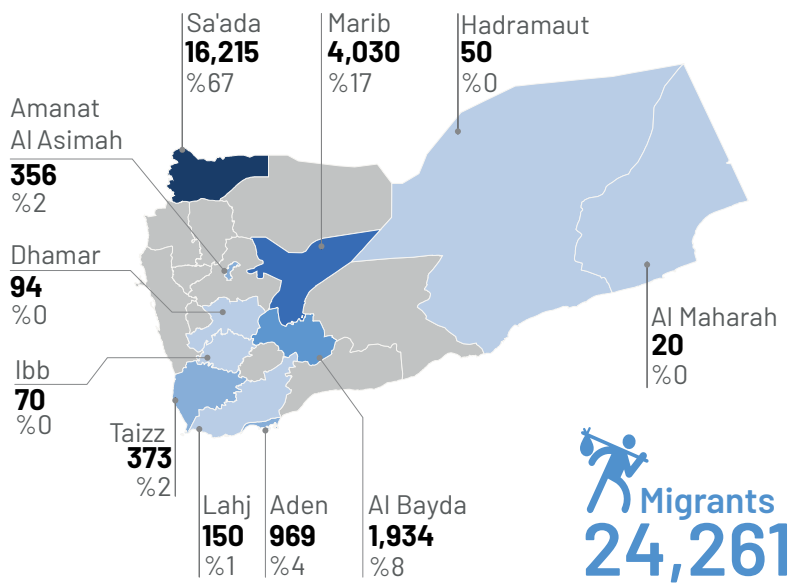 Sa'ada
16,215
%67
Marib
4,030
%17
Hadramaut
50
%0
Amanat
Al Asimah
356
%2
Dhamar
94
%0
Ibb
70
%0
Taizz
373
%2
Lahj
150
%1
Aden
969
%4
Al Bayda
1,934
%8
Al Maharah
20
%0
Migrants
24,261